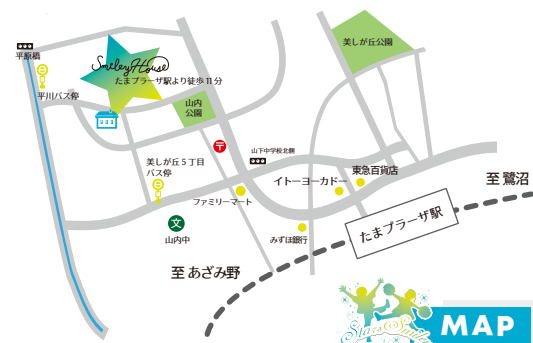 平原橋
Smiley House
たまプラーザ駅より徒歩11分
平川バス停
山内
公園
美しが丘公園
〒
山下中学校北側
美しが丘5丁目
バス停
イトーヨーカドー
東急百貨店
至 鷺沼
ファミリーマート
文
山内中
みずほ銀行
たまプラーザ駅
至 あざみ野
Stars Smiley
MAP